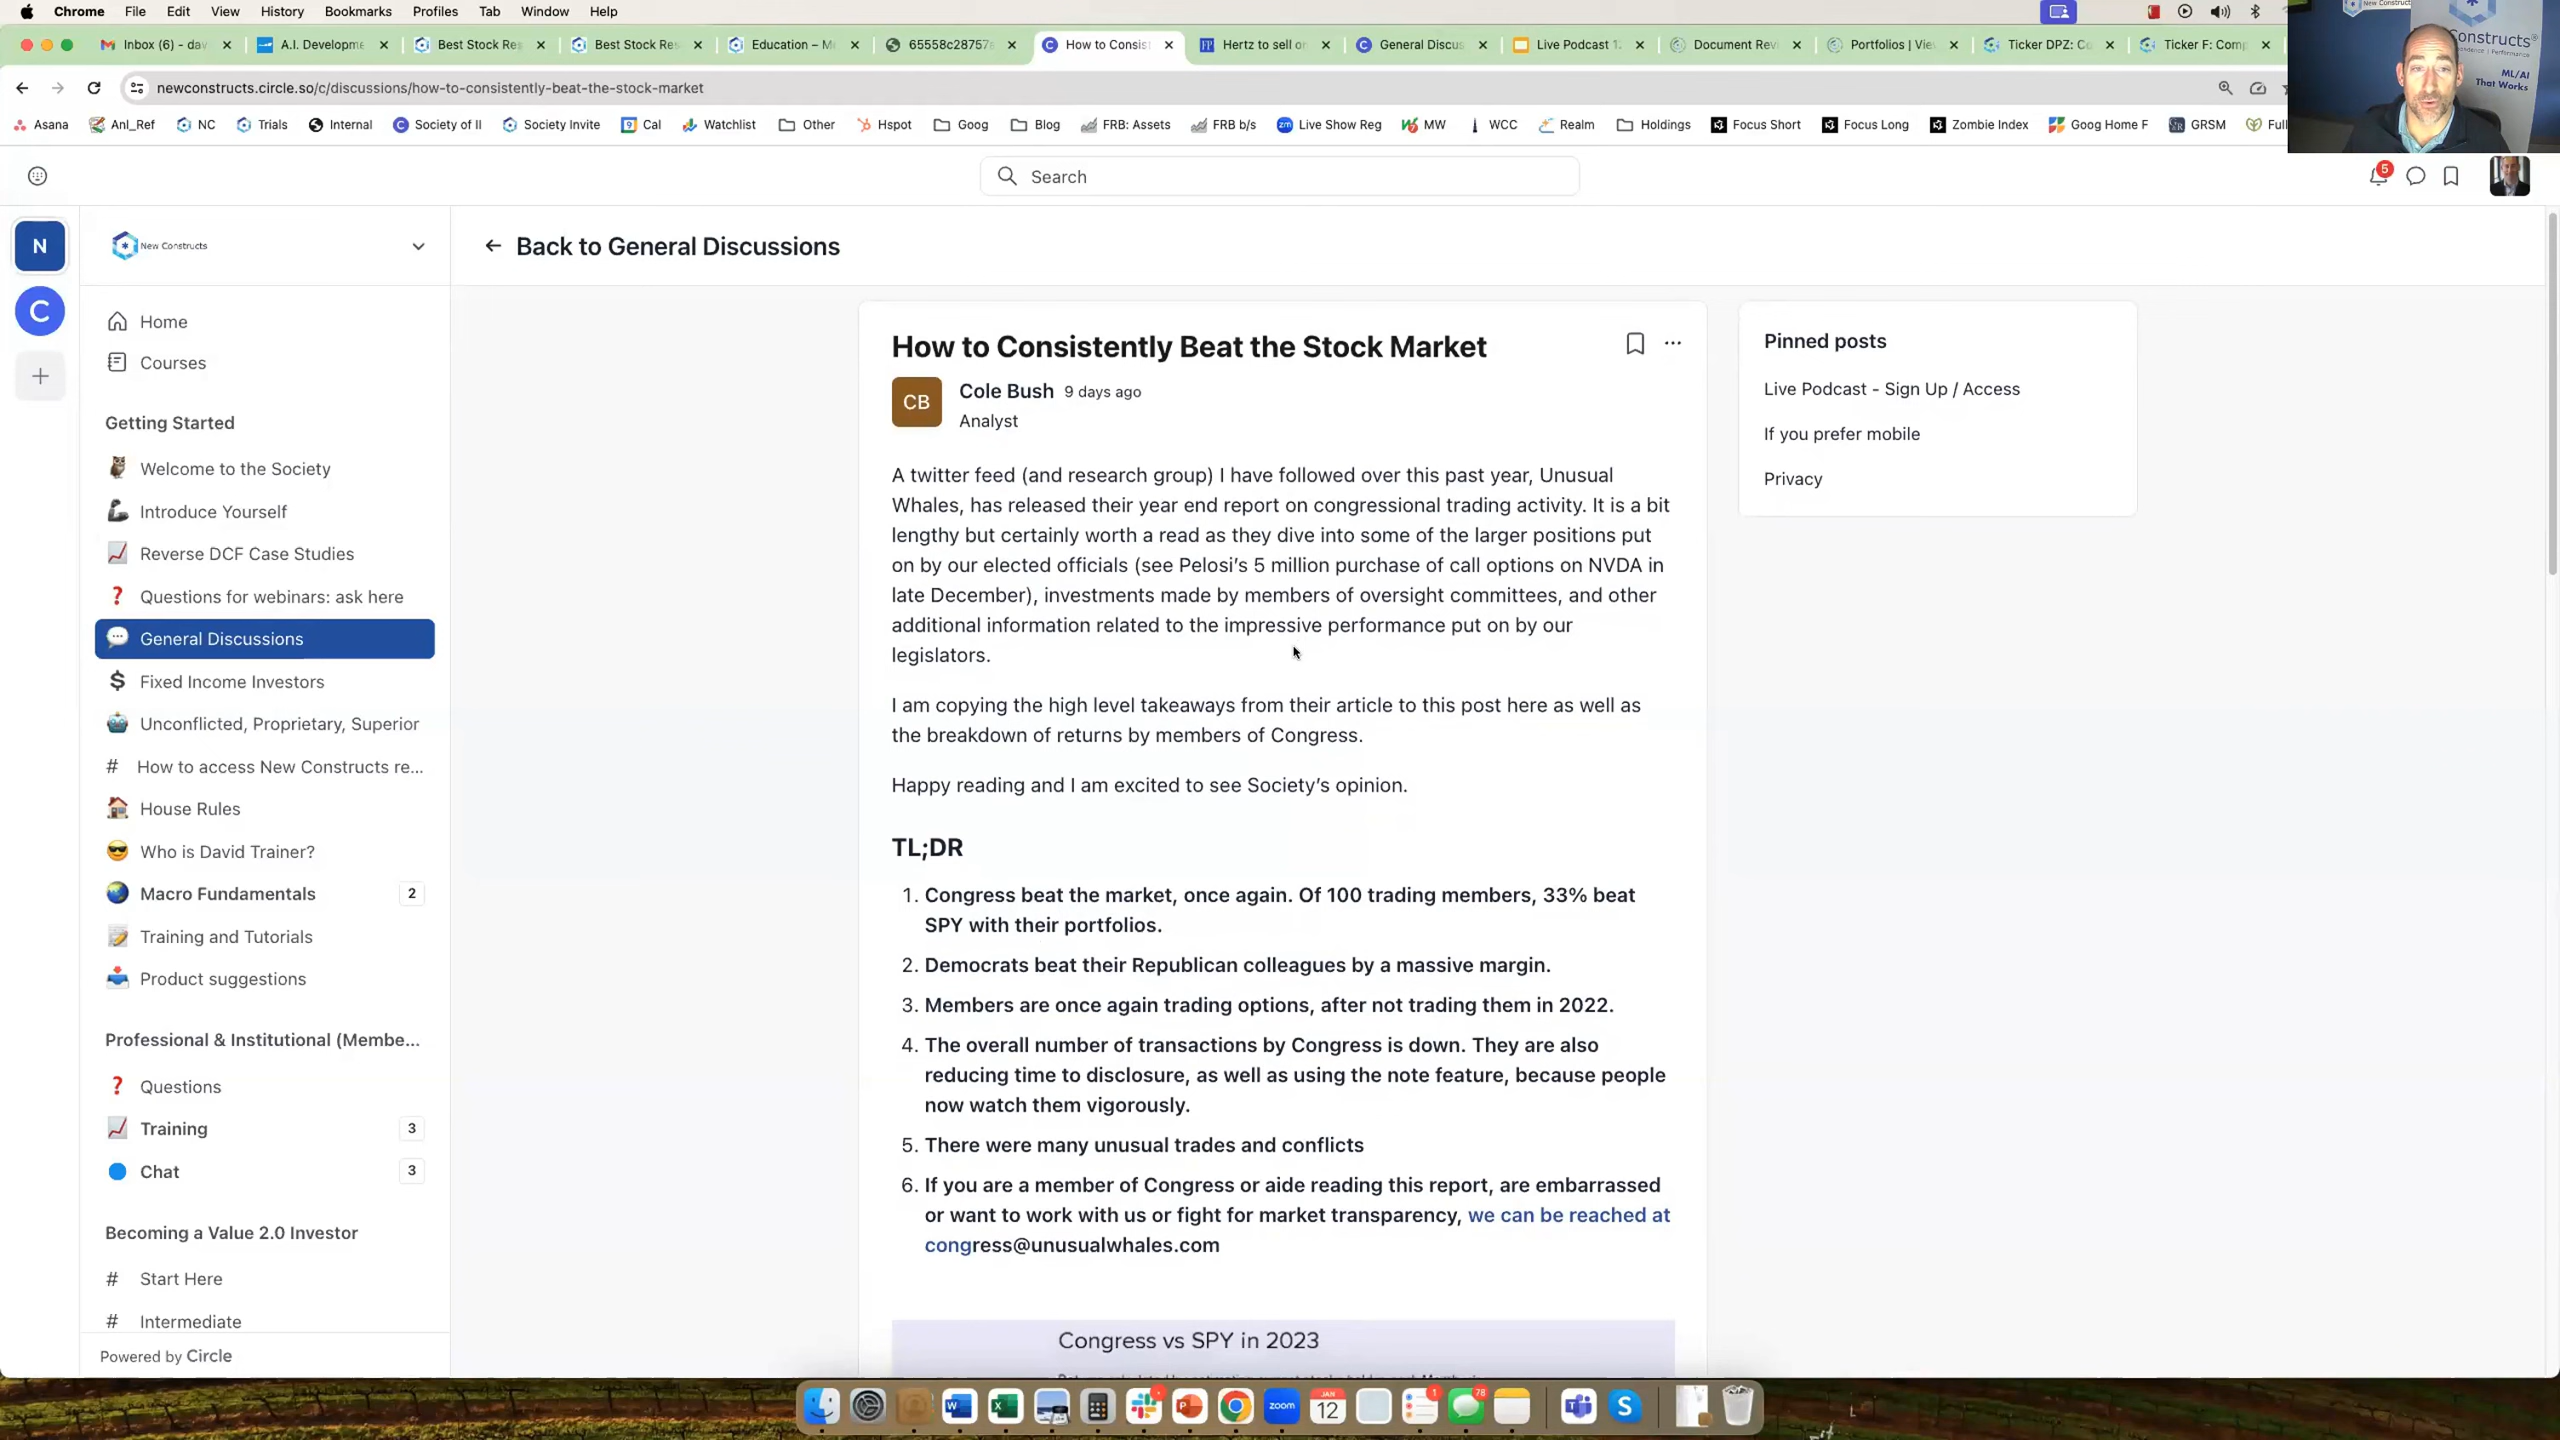 Chrome File Edit View History Bookmarks Profiles Tab Window Help
Inbox (6) - dav
A.I. Developme
Best Stock Res
Best Stock Res
Education – M
65558c28757a
How to Consis
Hertz to sell o
General Discus
Live Podcast 1
Document Rev
Portfolios | Vie
Ticker DPZ: C
Ticker F: Comp
newconstructs.circle.so/c/discussions/how-to-consistently-beat-the-stock-market
Asana Anl_Ref NC Trials Internal Society of II Society Invite Cal Watchlist Other Hspot Goog Blog FRB: Assets FRB b/s Live Show Reg MW WCC Realm Holdings Focus Short Focus Long Zombie Index Goog Home F GRSM Full
New Constructs
Constructs®
Performance
ML/AI
That Works
Search
5
N
C
New Constructs
Home
Courses
Getting Started
Welcome to the Society
Introduce Yourself
Reverse DCF Case Studies
Questions for webinars: ask here
General Discussions
Fixed Income Investors
Unconflicted, Proprietary, Superior
# How to access New Constructs re...
House Rules
Who is David Trainer?
Macro Fundamentals 2
Training and Tutorials
Product suggestions
Professional & Institutional (Membe...
Questions
Training 3
Chat 3
Becoming a Value 2.0 Investor
# Start Here
# Intermediate
Powered by Circle
Back to General Discussions
How to Consistently Beat the Stock Market
CB
Cole Bush 9 days ago
Analyst
A twitter feed (and research group) I have followed over this past year, Unusual
Whales, has released their year end report on congressional trading activity. It is a bit
lengthy but certainly worth a read as they dive into some of the larger positions put
on by our elected officials (see Pelosi's 5 million purchase of call options on NVDA in
late December), investments made by members of oversight committees, and other
additional information related to the impressive performance put on by our
legislators.
I am copying the high level takeaways from their article to this post here as well as
the breakdown of returns by members of Congress.
Happy reading and I am excited to see Society's opinion.
TL;DR
1. Congress beat the market, once again. Of 100 trading members, 33% beat
SPY with their portfolios.
2. Democrats beat their Republican colleagues by a massive margin.
3. Members are once again trading options, after not trading them in 2022.
4. The overall number of transactions by Congress is down. They are also
reducing time to disclosure, as well as using the note feature, because people
now watch them vigorously.
5. There were many unusual trades and conflicts
6. If you are a member of Congress or aide reading this report, are embarrassed
or want to work with us or fight for market transparency, we can be reached at
congress@unusualwhales.com
Congress vs SPY in 2023
Pinned posts
Live Podcast - Sign Up / Access
If you prefer mobile
Privacy
zoom
JAN
12
1
78